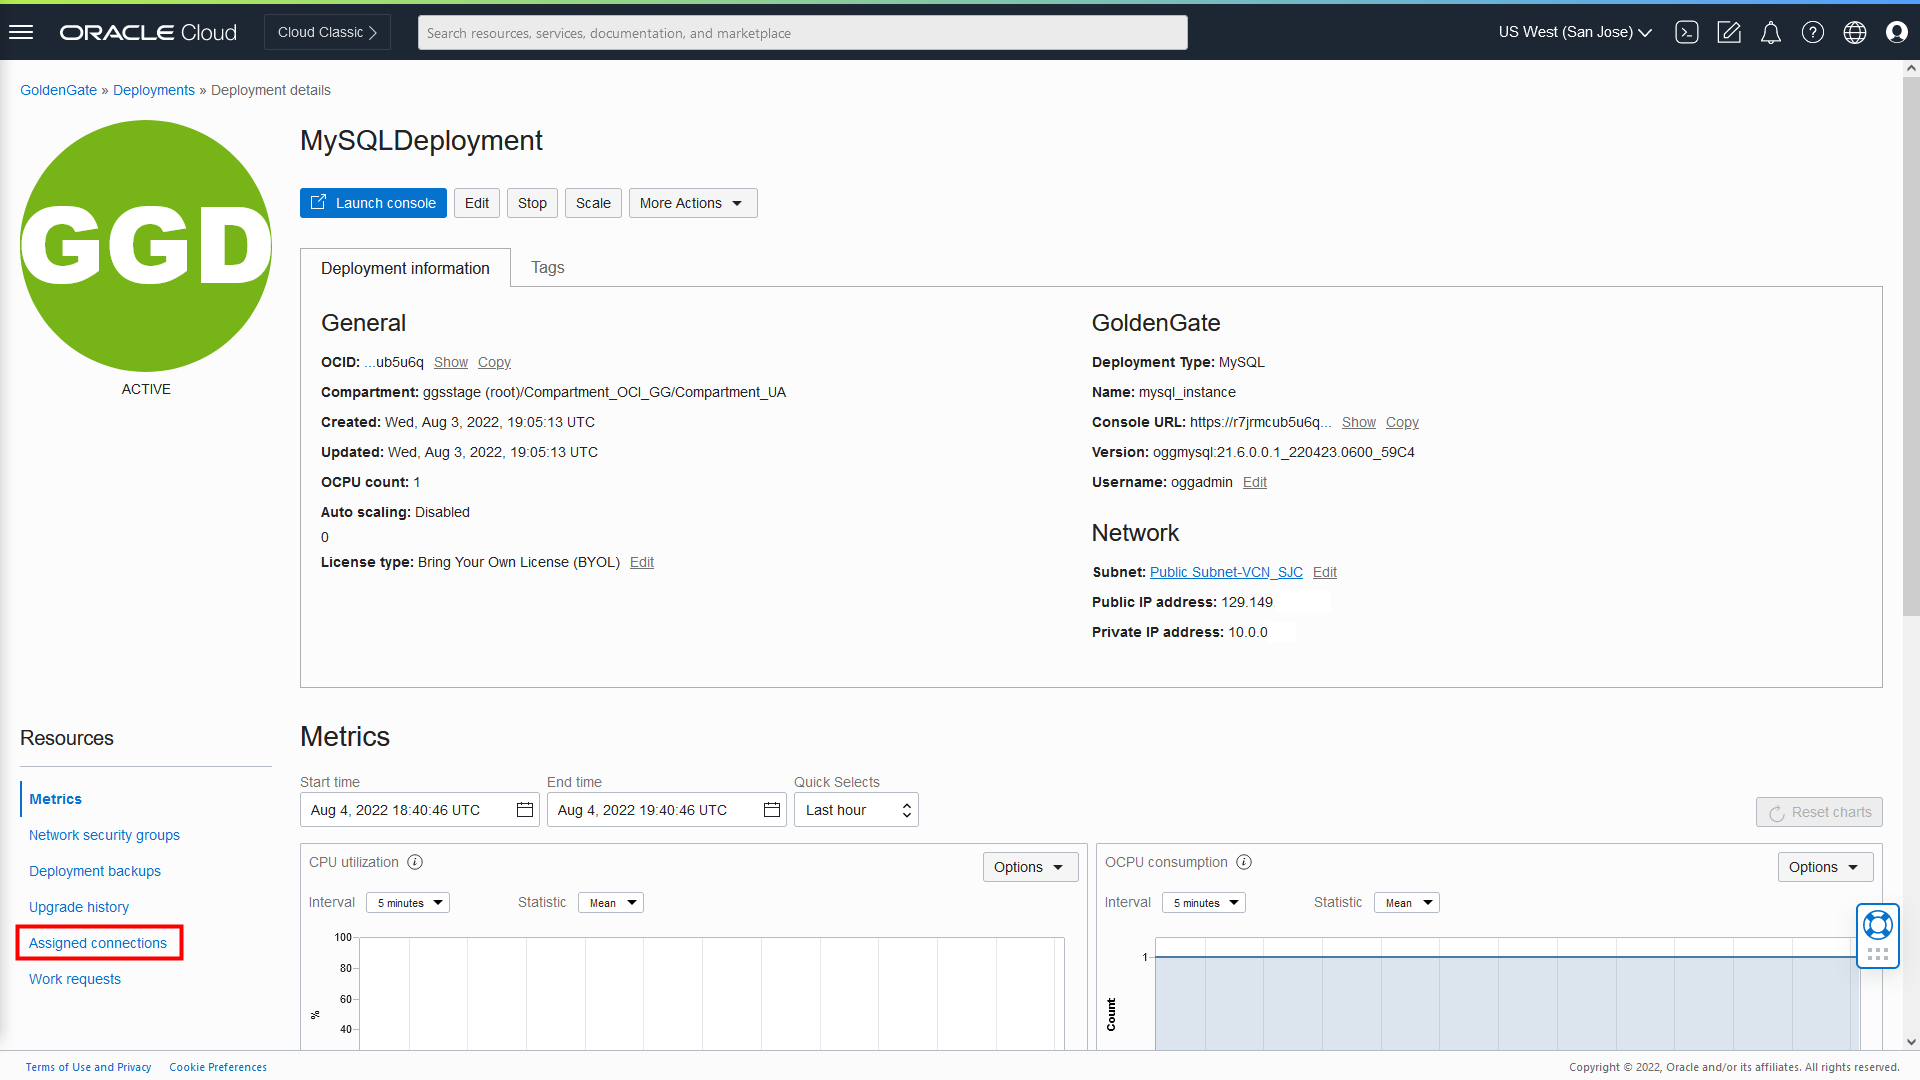 ORACLE Cloud
Cloud Classic
Search resources, services, documentation, and marketplace
US West (San Jose)
GoldenGate » Deployments » Deployment details
GGD
ACTIVE
MySQLDeployment
Launch console
Edit
Stop
Scale
More Actions
Deployment information
Tags
General
OCID: ...ub5u6q Show Copy
Compartment: ggsstage (root)/Compartment_OCI_GG/Compartment_UA
Created: Wed, Aug 3, 2022, 19:05:13 UTC
Updated: Wed, Aug 3, 2022, 19:05:13 UTC
OCPU count: 1
Auto scaling: Disabled
0
License type: Bring Your Own License (BYOL) Edit
GoldenGate
Deployment Type: MySQL
Name: mysql_instance
Console URL: https://r7jrmcub5u6q... Show Copy
Version: oggmysql:21.6.0.0.1_220423.0600_59C4
Username: oggadmin Edit
Network
Subnet: Public Subnet-VCN_SJC Edit
Public IP address: 129.149
Private IP address: 10.0.0
Resources
Metrics
Network security groups
Deployment backups
Upgrade history
Assigned connections
Work requests
Metrics
Start time
Aug 4, 2022 18:40:46 UTC
End time
Aug 4, 2022 19:40:46 UTC
Quick Selects
Last hour
Reset charts
CPU utilization
Options
Interval 5 minutes
Statistic Mean
100
80
60
40
%
OCPU consumption
Options
Interval 5 minutes
Statistic Mean
1
Count
Terms of Use and Privacy
Cookie Preferences
Copyright © 2022, Oracle and/or its affiliates. All rights reserved.